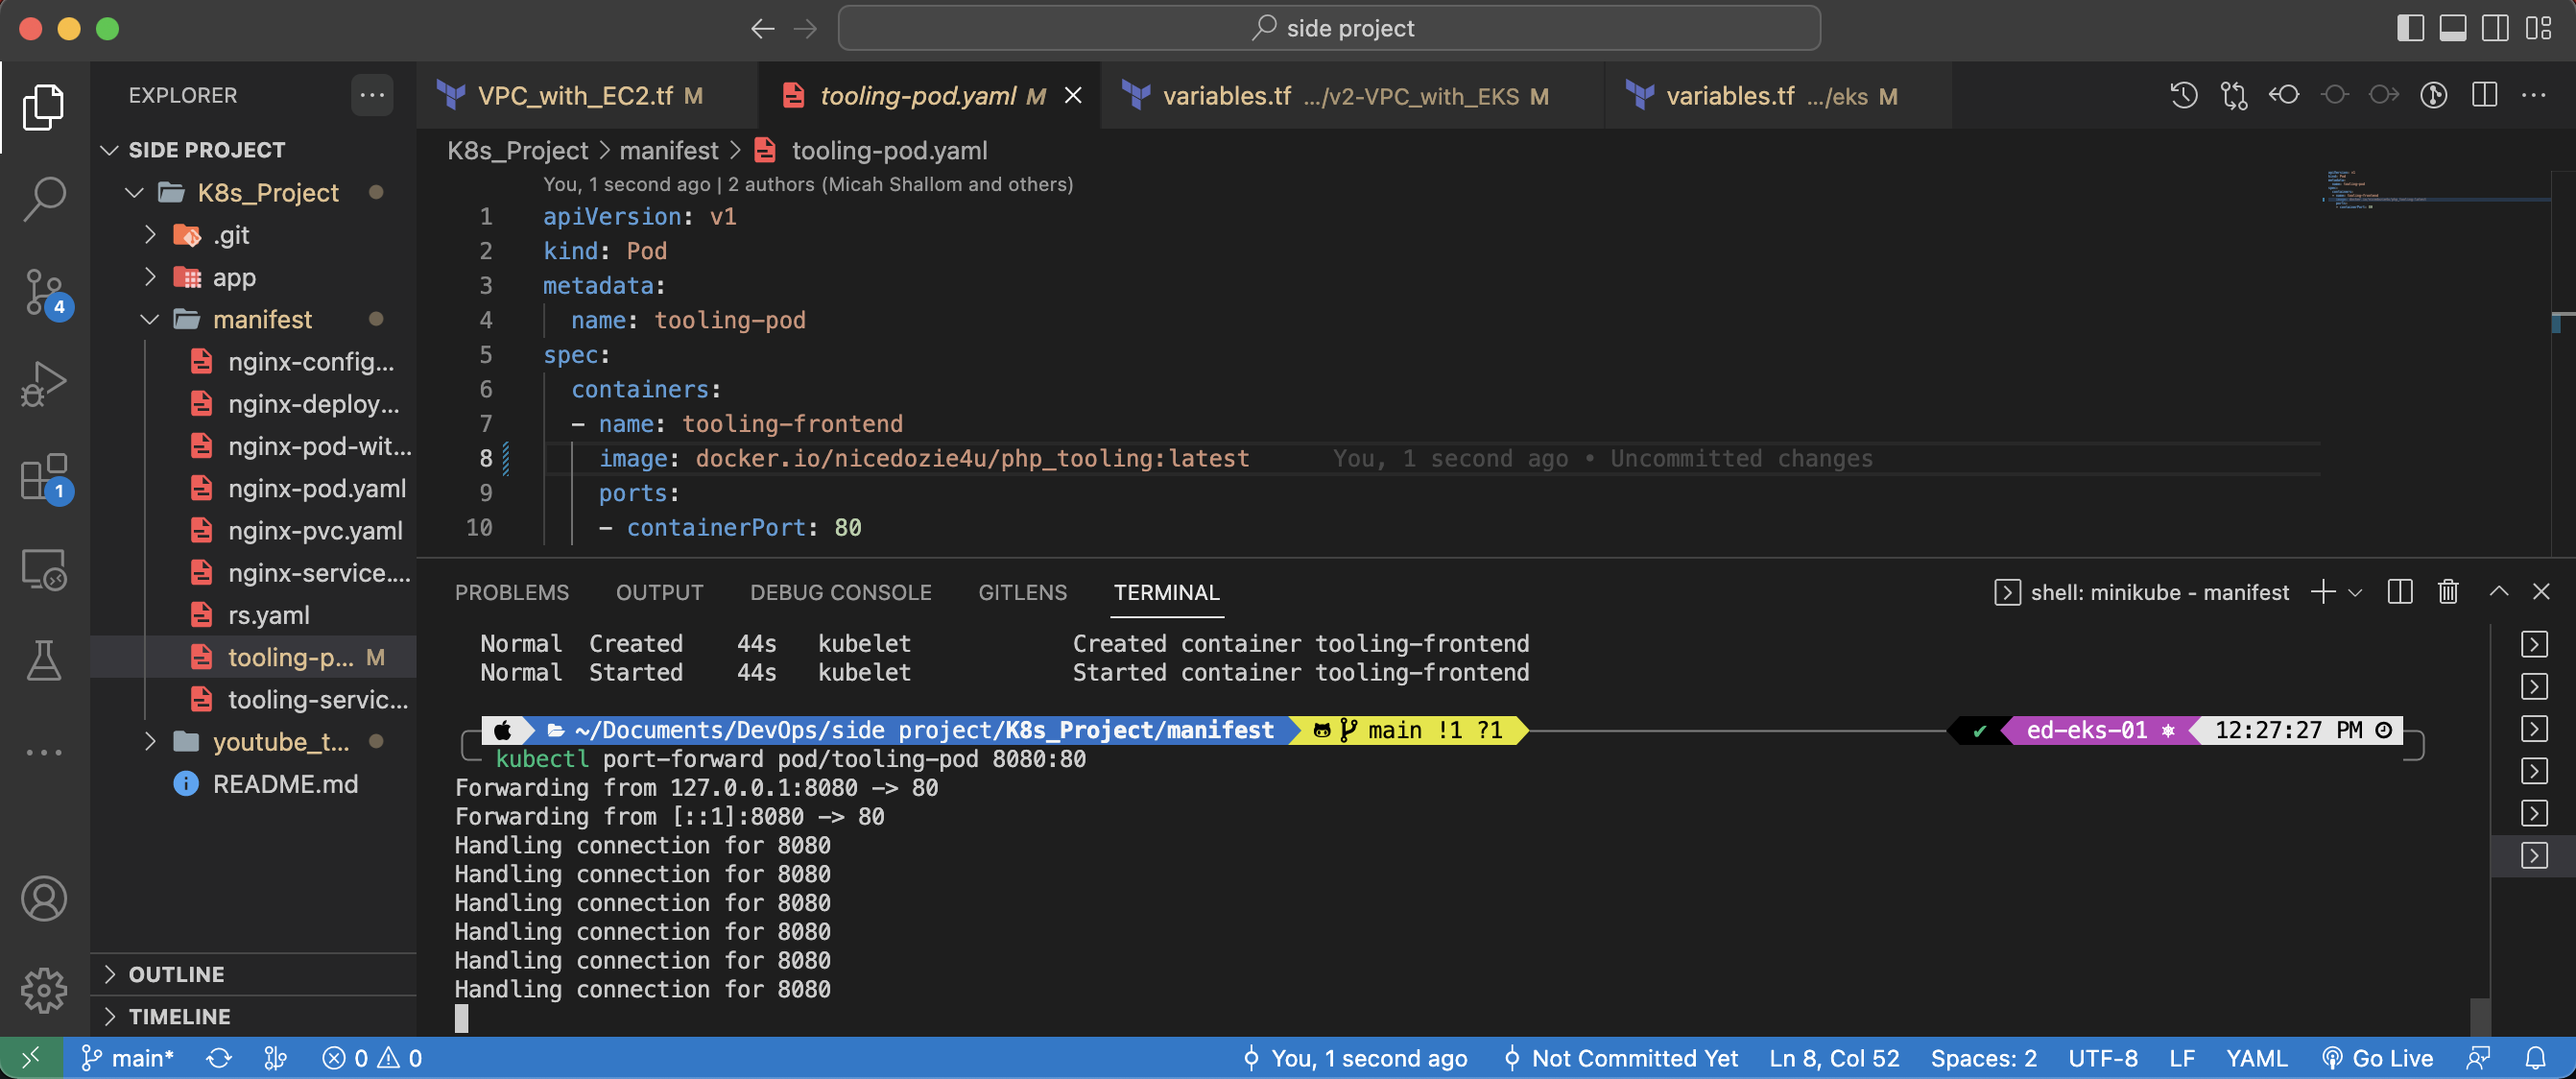 side project
EXPLORER
VPC_with_EC2.tf M
tooling-pod.yaml M
variables.tf .../v2-VPC_with_EKS M
variables.tf .../eks M
SIDE PROJECT
K8s_Project
.git
app
manifest
nginx-config...
nginx-deploy...
nginx-pod-wit...
nginx-pod.yaml
nginx-pvc.yaml
nginx-service....
rs.yaml
tooling-p... M
tooling-servic...
youtube_t...
README.md
OUTLINE
TIMELINE
4
1
K8s_Project > manifest > tooling-pod.yaml
You, 1 second ago | 2 authors (Micah Shallom and others)
1 apiVersion: v1
2 kind: Pod
3 metadata:
4 name: tooling-pod
5 spec:
6 containers:
7 - name: tooling-frontend
8 image: docker.io/nicedozie4u/php_tooling:latest You, 1 second ago • Uncommitted changes
9 ports:
10 - containerPort: 80
PROBLEMS OUTPUT DEBUG CONSOLE GITLENS TERMINAL
shell: minikube - manifest
Normal Created 44s kubelet Created container tooling-frontend
Normal Started 44s kubelet Started container tooling-frontend
~/Documents/DevOps/side project/K8s_Project/manifest main !1 ?1 ✔ ed-eks-01 12:27:27 PM
kubectl port-forward pod/tooling-pod 8080:80
Forwarding from 127.0.0.1:8080 -> 80
Forwarding from [::1]:8080 -> 80
Handling connection for 8080
Handling connection for 8080
Handling connection for 8080
Handling connection for 8080
Handling connection for 8080
Handling connection for 8080
main* 0 0 You, 1 second ago Not Committed Yet Ln 8, Col 52 Spaces: 2 UTF-8 LF YAML Go Live